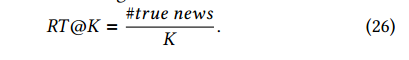 RT@K = #true news / K . (26)